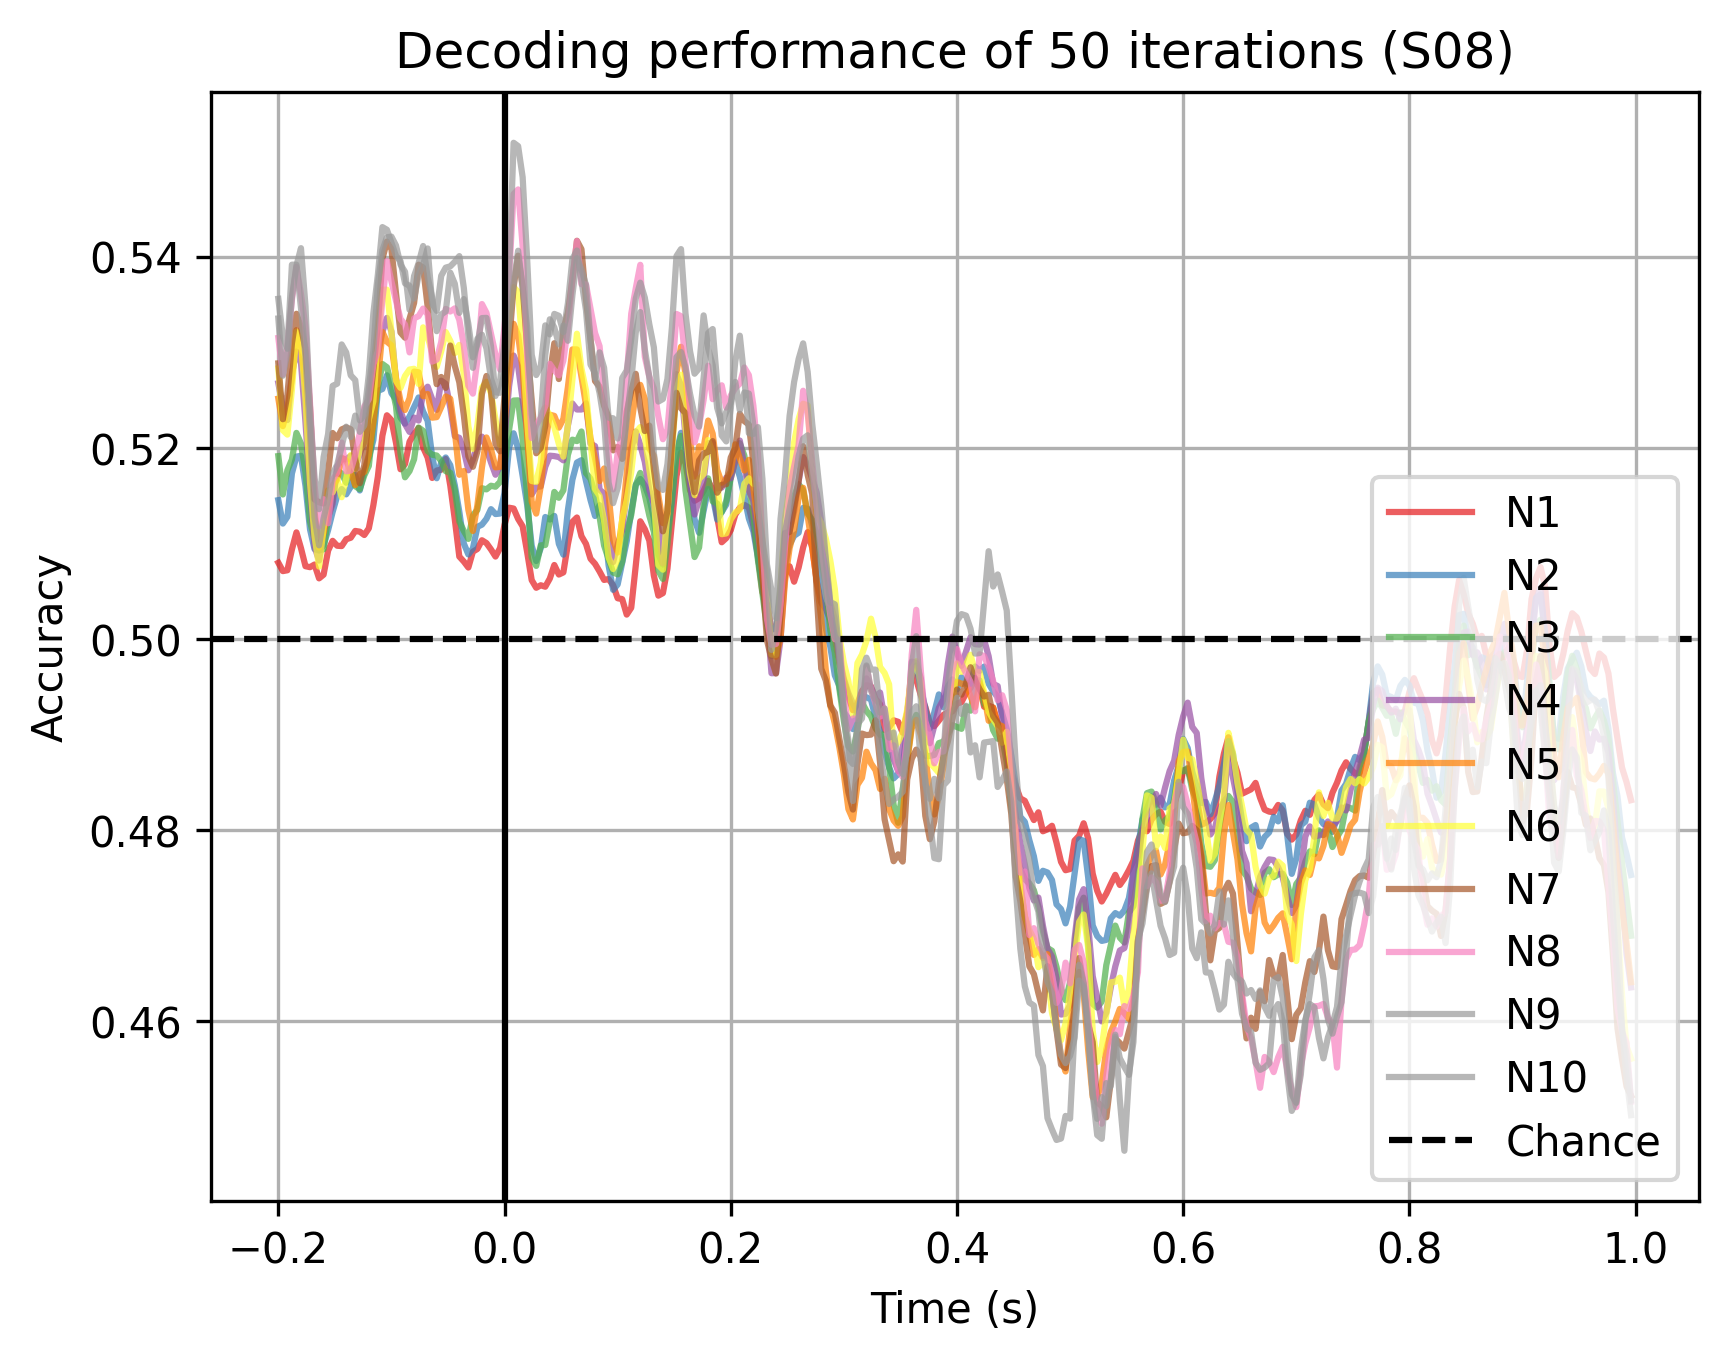 Decoding performance of 50 iterations (S08)
Accuracy
0.54
0.52
0.50
0.48
0.46
N1
N2
N3
N4
N5
N6
N7
N8
N9
N10
Chance
−0.2 0.0 0.2 0.4 0.6 0.8 1.0
Time (s)